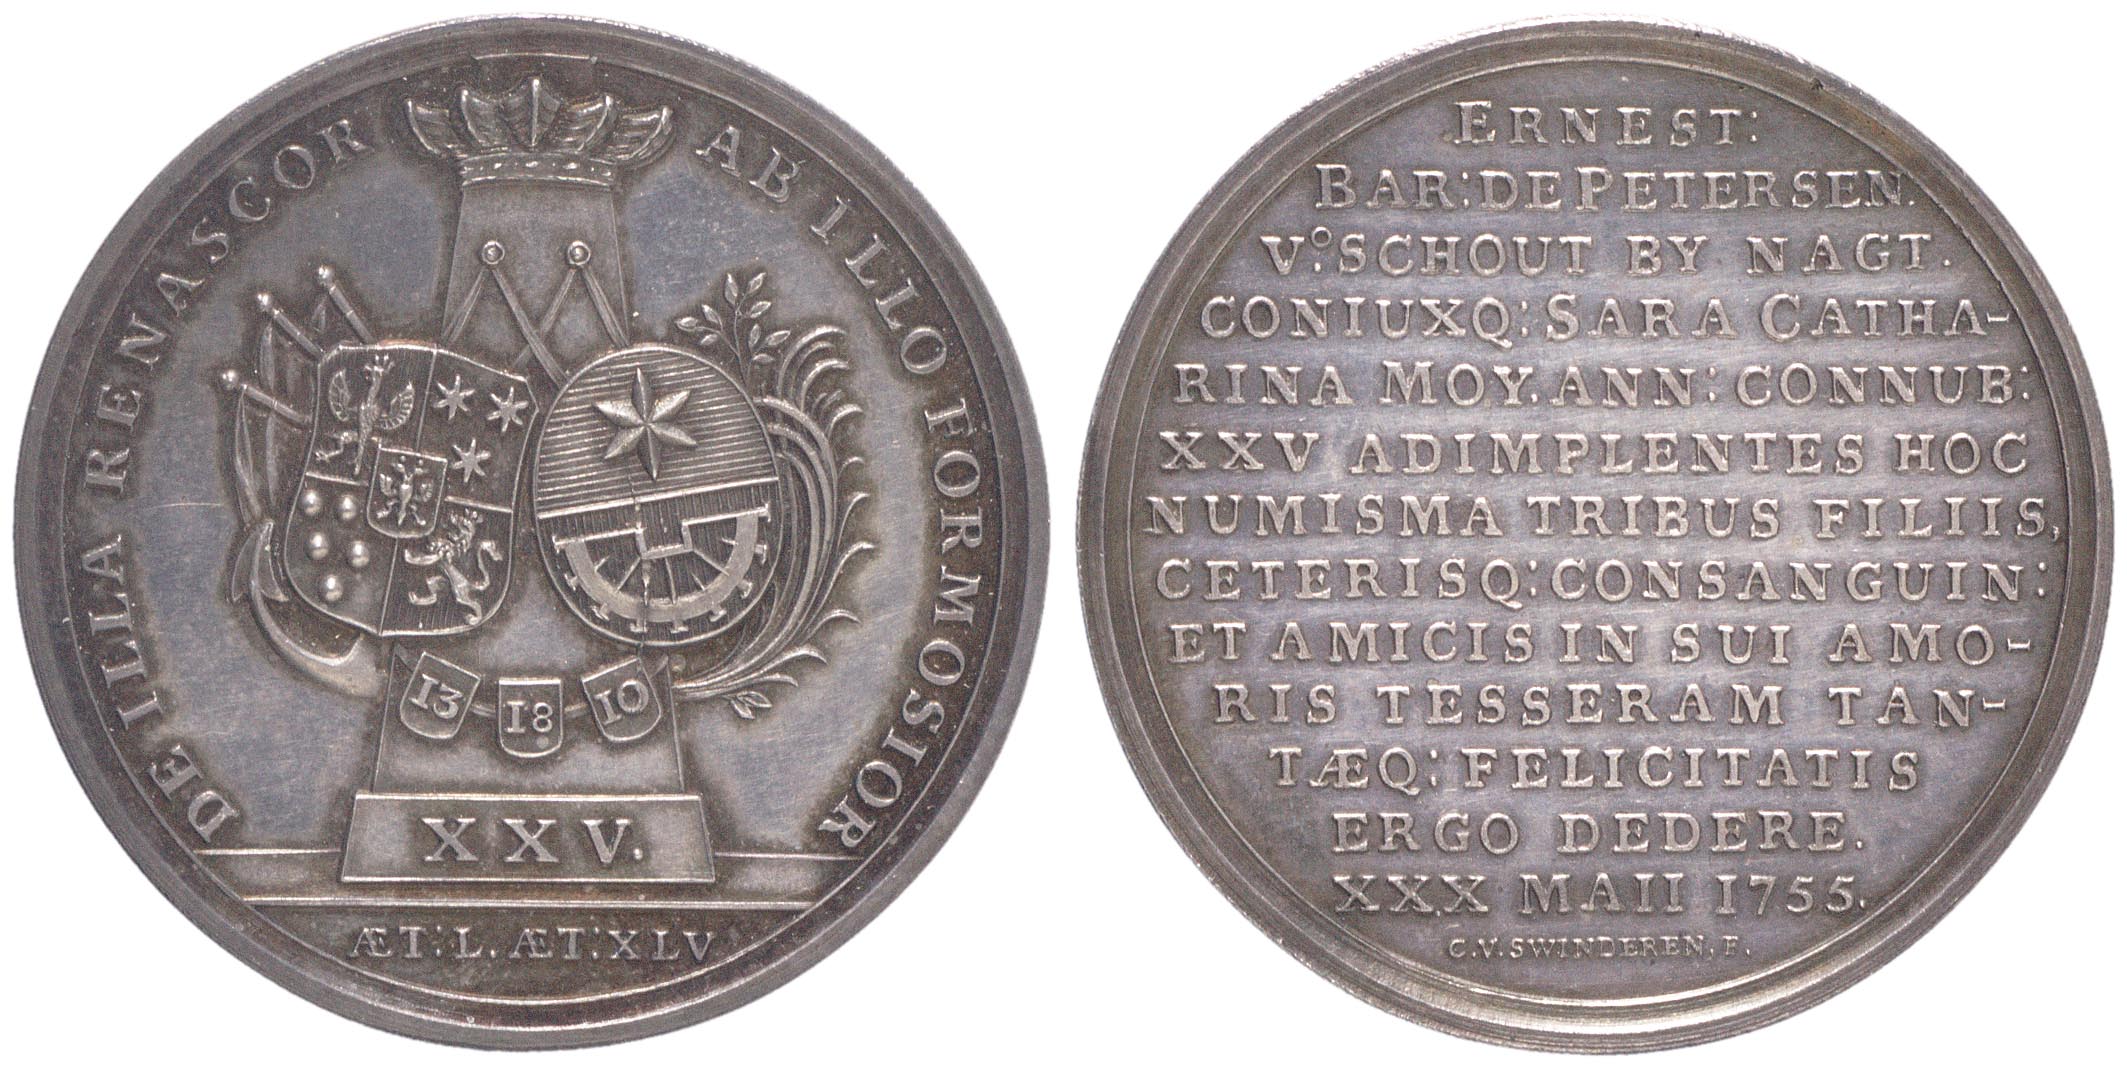 DE ILLA RENASCOR AB ILLO FORMOSIOR
13 18 10
XXV.
ÆT: L. ÆT: XLV
ERNEST:
BAR: DE PETERSEN.
Vº: SCHOUT BY NAGT.
CONIUXQ: SARA CATHA-
RINA MOY. ANN: CONNUB:
XXV ADIMPLENTES HOC
NUMISMA TRIBUS FILIIS,
CETERISQ: CONSANGUIN:
ET AMICIS IN SUI AMO-
RIS TESSERAM TAN-
TÆQ: FELICITATIS
ERGO DEDERE.
XXX MAII 1755.
C. V. SWINDEREN, F.